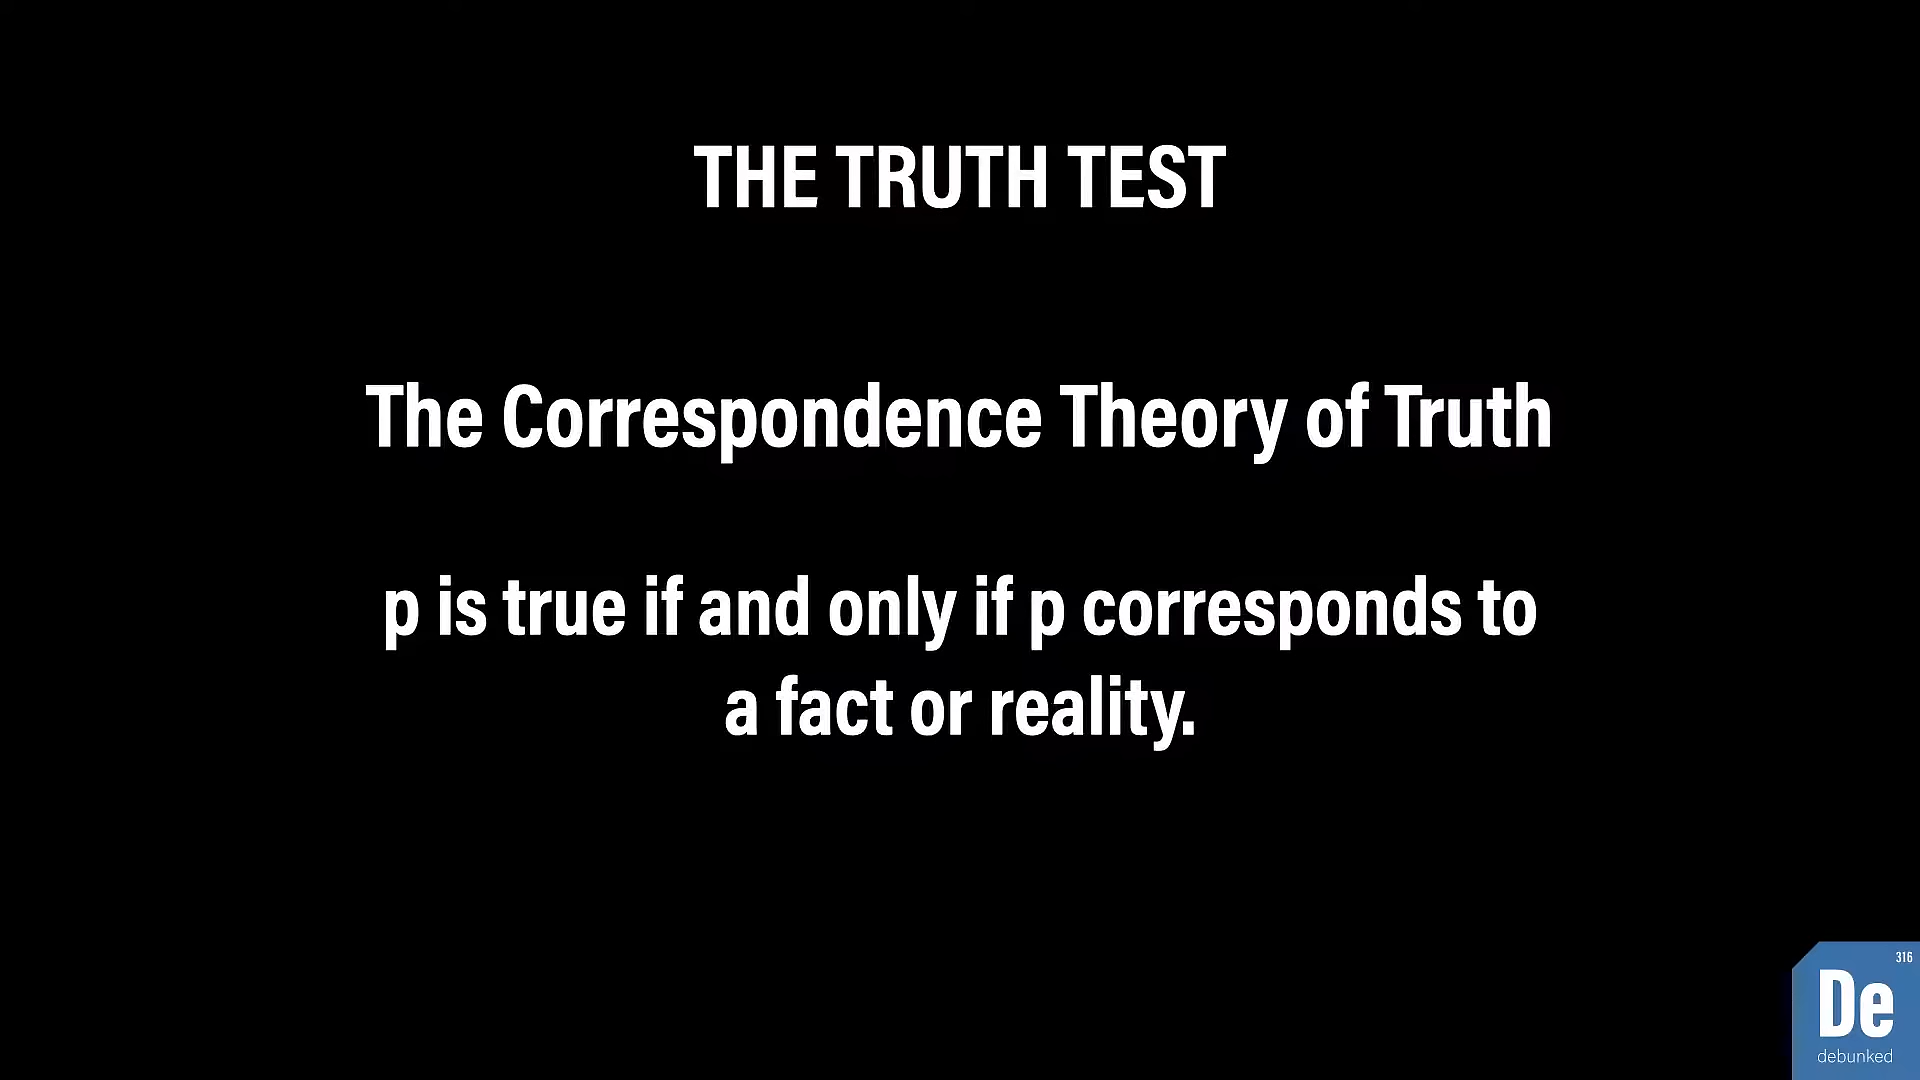 THE TRUTH TEST
The Correspondence Theory of Truth
p is true if and only if p corresponds to
a fact or reality.
316
De
debunked